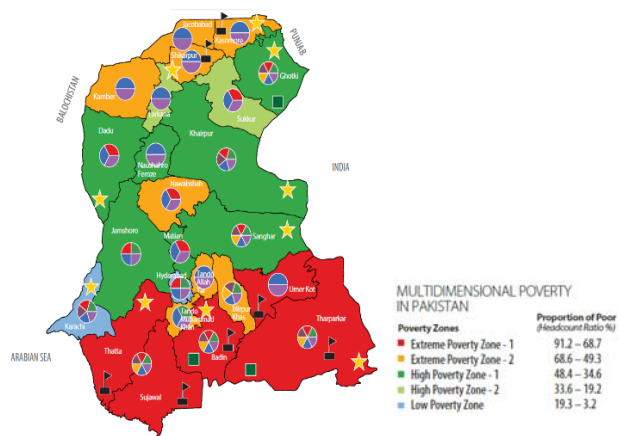 Jacobabad
Kashmore
PUNJAB
Shikarpur
Ghotki
BALOCHISTAN
Kamber
Larkana
Sukkur
Dadu
Khairpur
Naushahro
Feroze
INDIA
Nawabshah
Jamshoro
Matiari
Sanghar
Hyderabad
Tando
Allah
Umar Kot
Mirpur
Khas
Karachi
Tando
Muhammad
Khan
Tharparkar
ARABIAN SEA
Thatta
Badin
Sujawal
MULTIDIMENSIONAL POVERTY
IN PAKISTAN
Proportion of Poor
Poverty Zones (Headcount Ratio %)
Extreme Poverty Zone - 1 91.2 – 68.7
Extreme Poverty Zone - 2 68.6 – 49.3
High Poverty Zone - 1 48.4 – 34.6
High Poverty Zone - 2 33.6 – 19.2
Low Poverty Zone 19.3 – 3.2